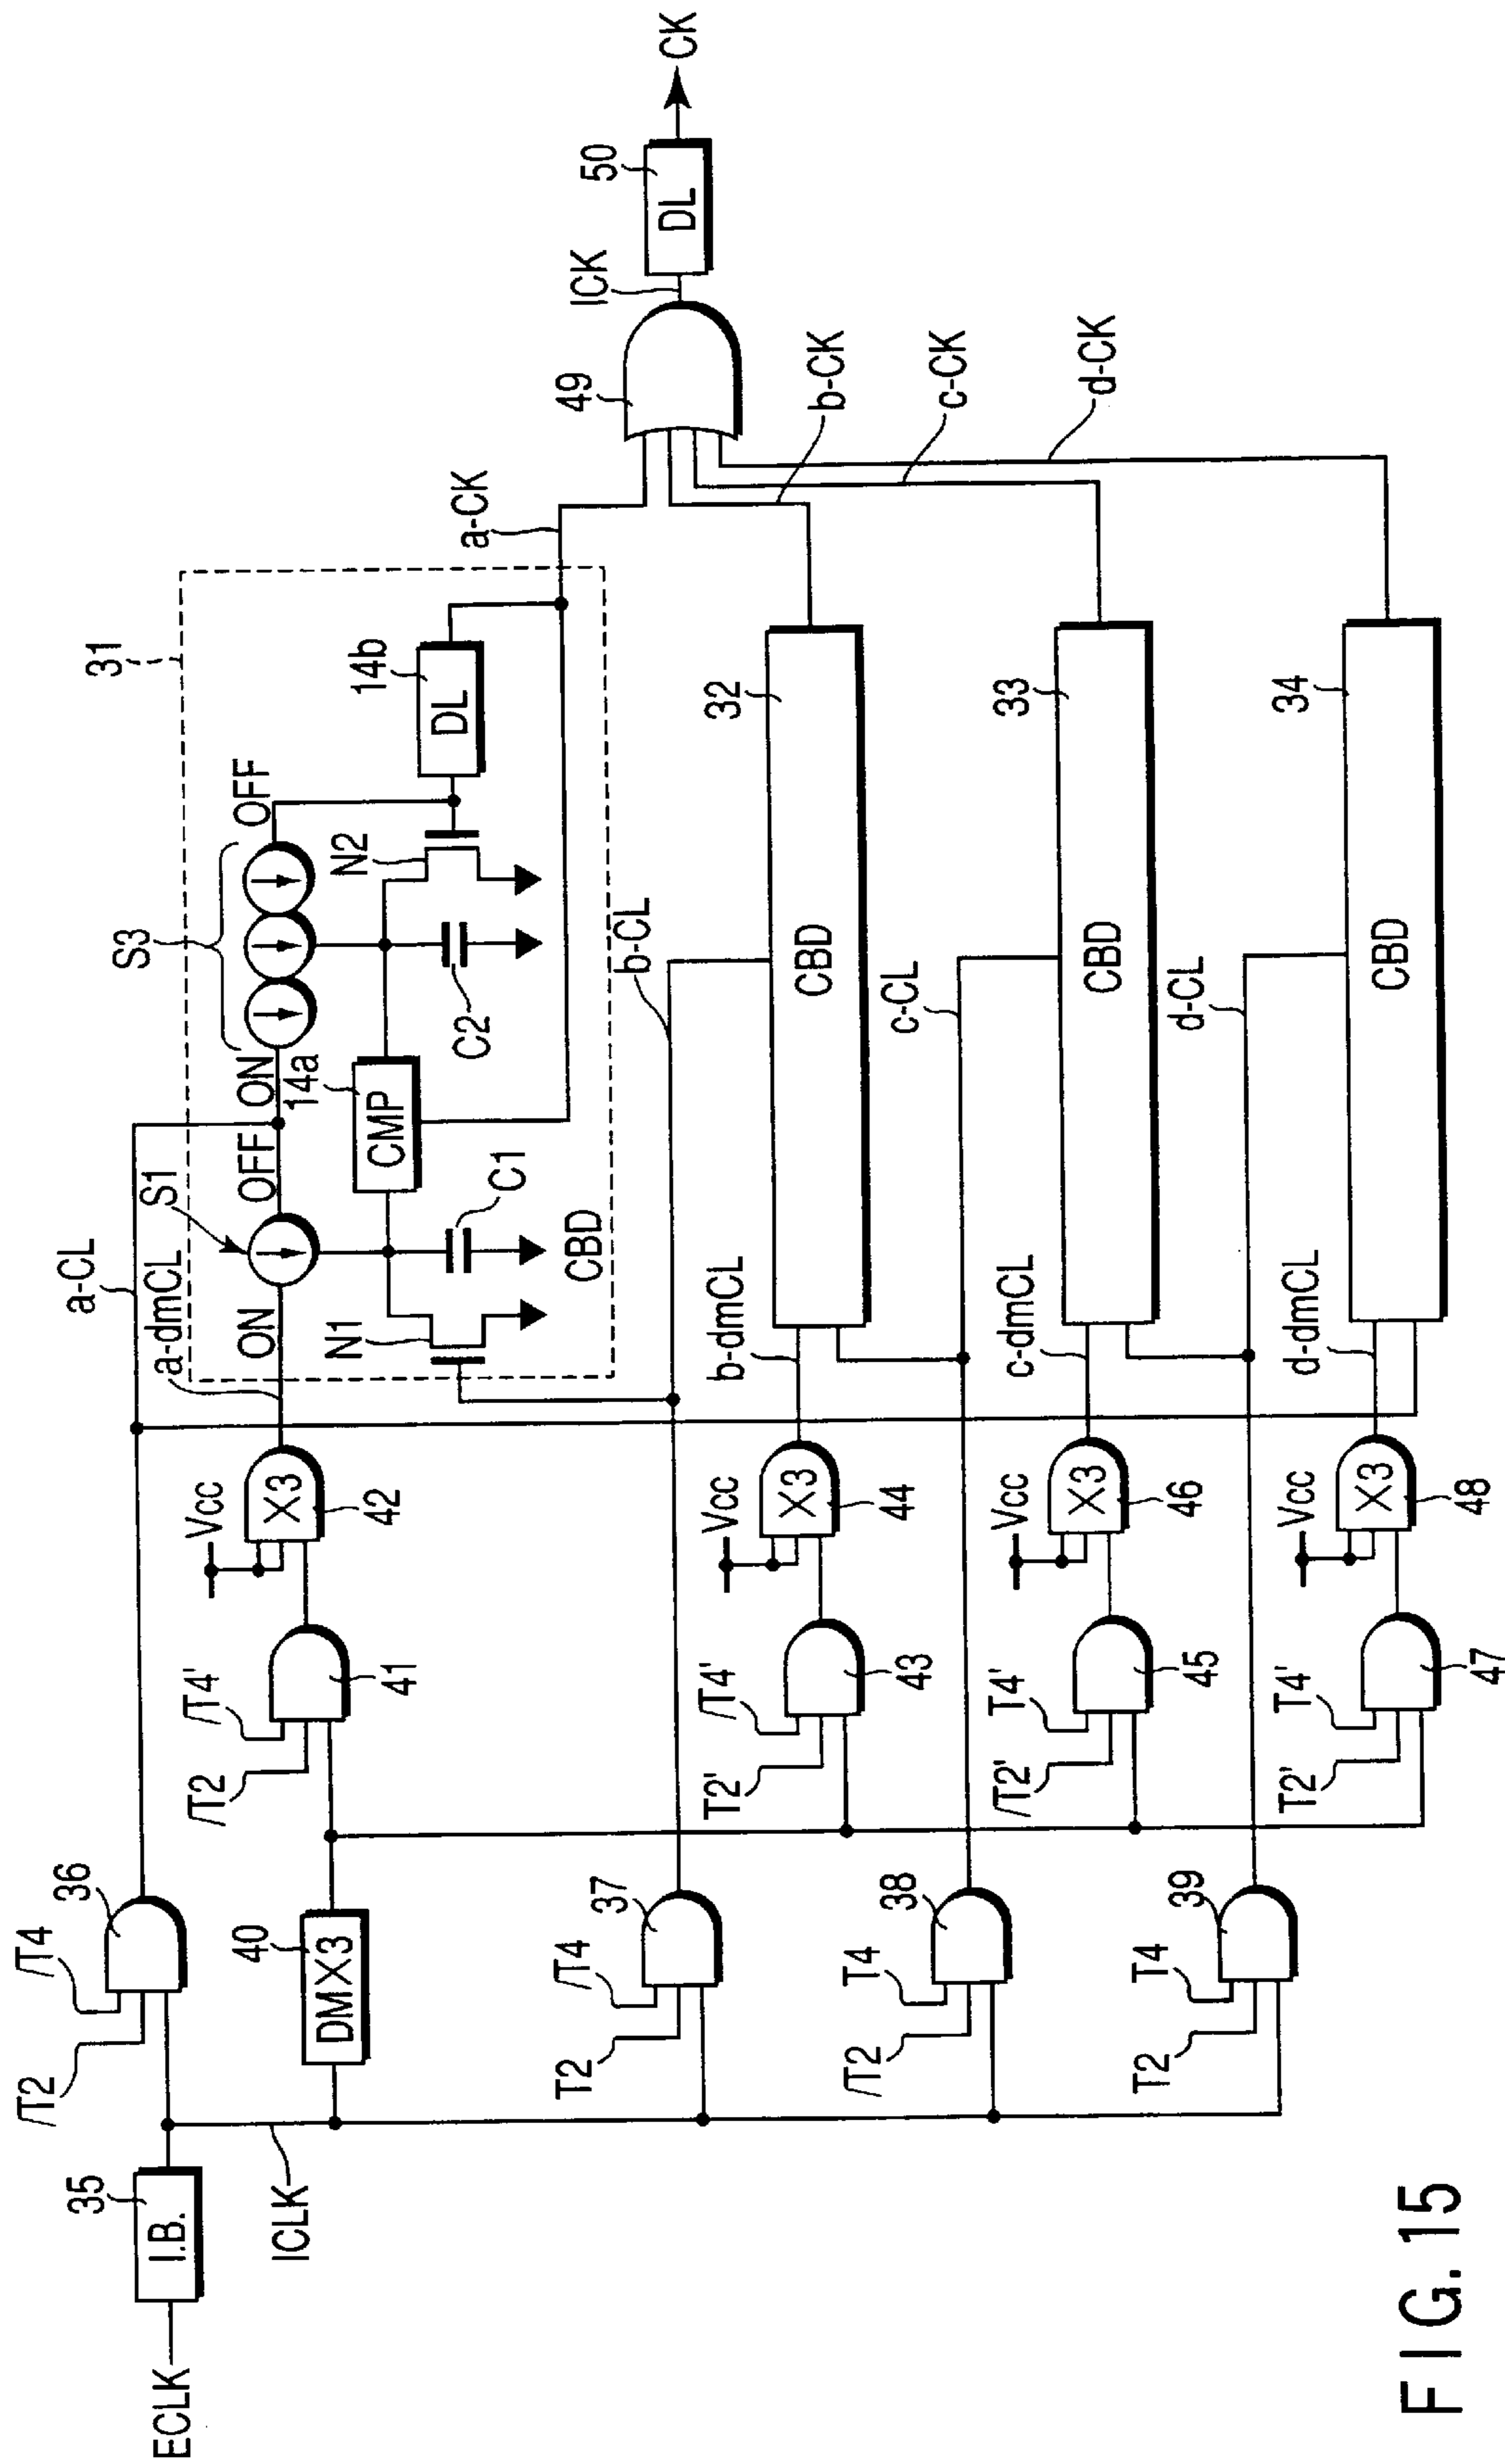 ECLK
I.B.
35
ICLK
/T2
/T4
36
DMX3
40
T2
/T4
37
/T2
T4
38
T2
T4
39
/T2
/T4'
41
T2'
/T4'
43
/T2'
T4'
45
T2'
T4'
47
Vcc
X3
42
Vcc
X3
44
Vcc
X3
46
Vcc
X3
48
a-CL
a-dmCL
b-dmCL
c-dmCL
d-dmCL
S1
ON
OFF
ON
OFF
S3
31
N1
C1
CMP
14a
C2
N2
DL
14b
CBD
b-CL
CBD
32
c-CL
CBD
33
d-CL
CBD
34
a-CK
b-CK
c-CK
d-CK
49
ICK
DL
50
CK
FIG. 15